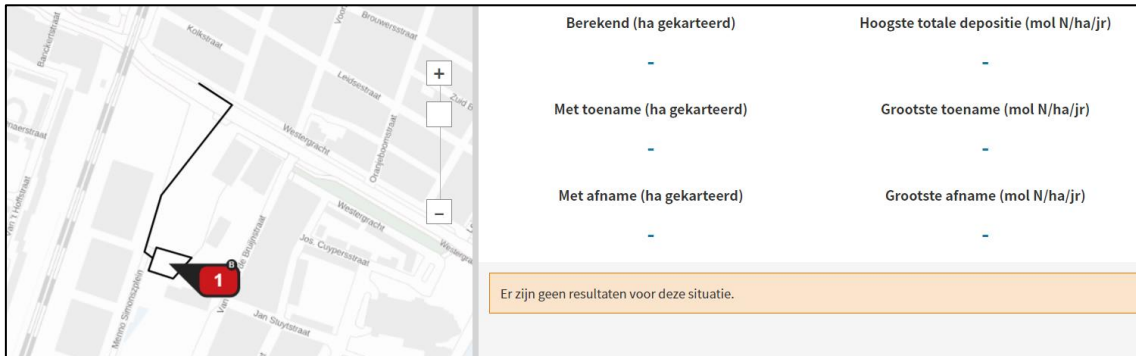 Banckertstraat
Kolkstraat
Brouwersstraat
Leidsestraat
Zuid B
Oranjeboomstraat
Westergracht
Westergracht
Westergra
Van 't Hoffstraat
de Bruijnstraat
Van
Jos. Cuypersstraat
Jan Stuytstraat
Menno Simonszplein
+
−
1
B
Berekend (ha gekarteerd)
Hoogste totale depositie (mol N/ha/jr)
-
-
Met toename (ha gekarteerd)
Grootste toename (mol N/ha/jr)
-
-
Met afname (ha gekarteerd)
Grootste afname (mol N/ha/jr)
-
-
Er zijn geen resultaten voor deze situatie.